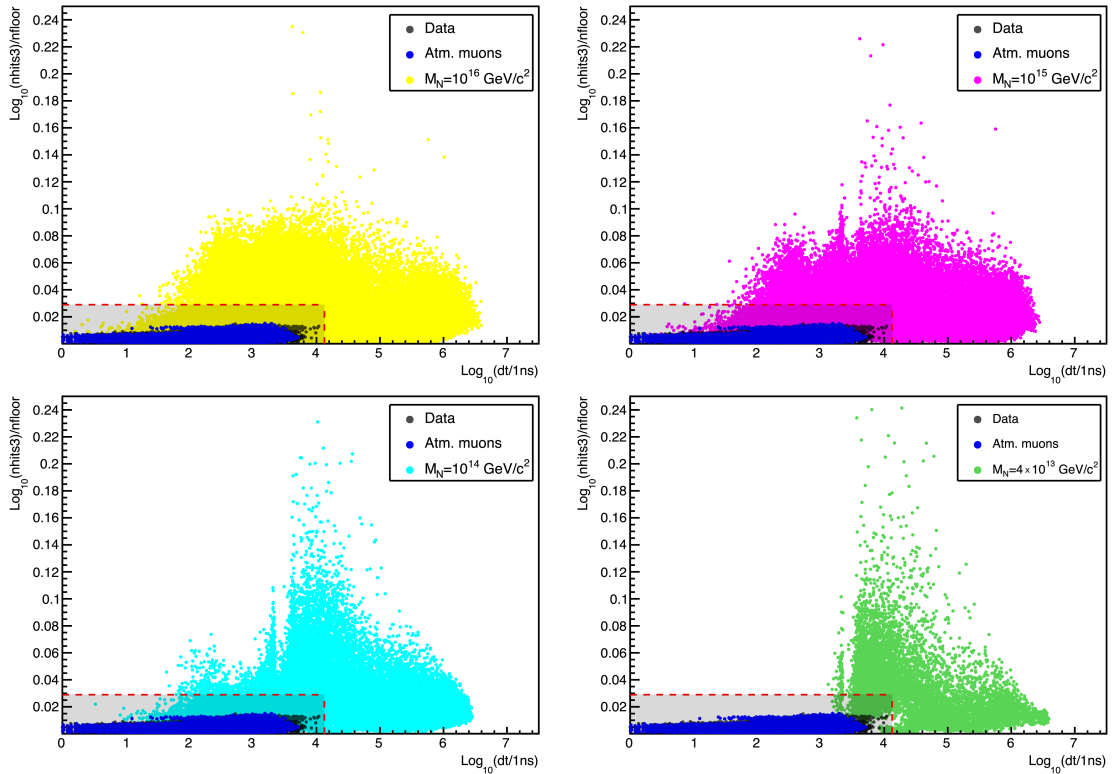 Log10(nhits3)/nfloor
0.24
0.22
0.2
0.18
0.16
0.14
0.12
0.1
0.08
0.06
0.04
0.02
Data
Atm. muons
M_N=10^16 GeV/c^2
0 1 2 3 4 5 6 7
Log10(dt/1ns)
Log10(nhits3)/nfloor
0.24
0.22
0.2
0.18
0.16
0.14
0.12
0.1
0.08
0.06
0.04
0.02
Data
Atm. muons
M_N=10^15 GeV/c^2
0 1 2 3 4 5 6 7
Log10(dt/1ns)
Log10(nhits3)/nfloor
0.24
0.22
0.2
0.18
0.16
0.14
0.12
0.1
0.08
0.06
0.04
0.02
Data
Atm. muons
M_N=10^14 GeV/c^2
0 1 2 3 4 5 6 7
Log10(dt/1ns)
Log10(nhits3)/nfloor
0.24
0.22
0.2
0.18
0.16
0.14
0.12
0.1
0.08
0.06
0.04
0.02
Data
Atm. muons
M_N=4×10^13 GeV/c^2
0 1 2 3 4 5 6 7
Log10(dt/1ns)